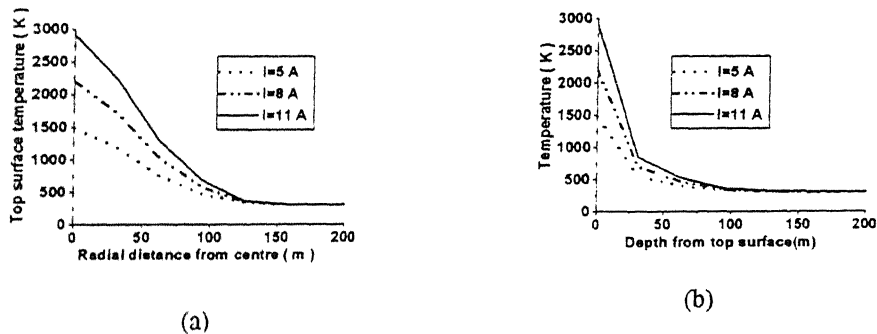 Top surface temperature ( K )
3000
2500
2000
1500
1000
500
0
I=5 A
I=8 A
I=11 A
0 50 100 150 200
Radial distance from centre ( m )
(a)
Temperature ( K )
3000
2500
2000
1500
1000
500
0
I=5 A
I=8 A
I=11 A
0 50 100 150 200
Depth from top surface(m)
(b)